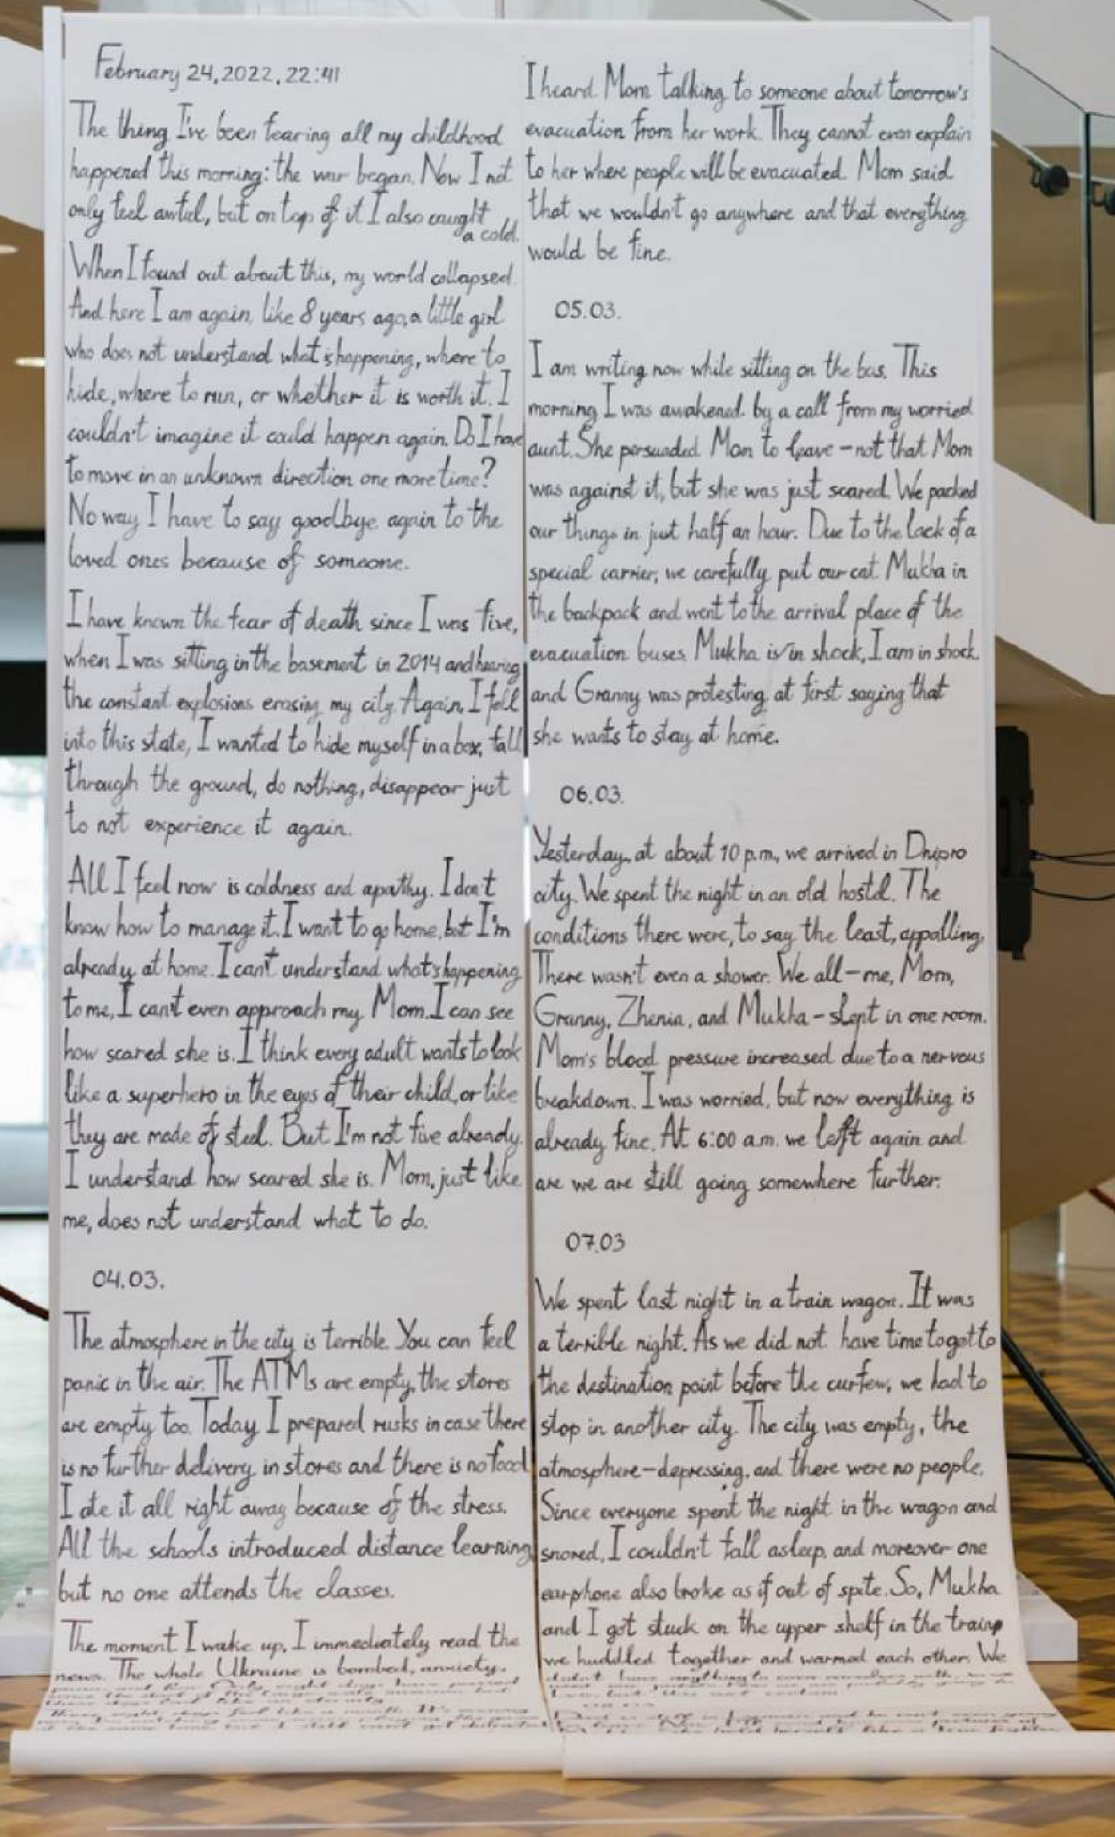 February 24, 2022, 22:41
The thing I've been fearing all my childhood
happened this morning: the war began. Now I not
only feel awful, but on top of it I also caught
a cold.
When I found out about this, my world collapsed.
And here I am again, like 8 years ago, a little girl
who does not understand what is happening, where to
hide, where to run, or whether it is worth it. I
couldn't imagine it could happen again. Do I have
to move in an unknown direction one more time?
No way I have to say goodbye again to the
loved ones because of someone.
I have known the fear of death since I was five,
when I was sitting in the basement in 2014 and hearing
the constant explosions erasing my city. Again, I fell
into this state, I wanted to hide myself in a box, fall
through the ground, do nothing, disappear just
to not experience it again.
All I feel now is coldness and apathy. I don't
know how to manage it. I want to go home, but I'm
already at home. I can't understand what's happening
to me, I can't even approach my Mom. I can see
how scared she is. I think every adult wants to look
like a superhero in the eyes of their child, or like
they are made of steel. But I'm not five already.
I understand how scared she is. Mom, just like
me, does not understand what to do.
04.03.
The atmosphere in the city is terrible. You can feel
panic in the air. The ATMs are empty, the stores
are empty too. Today I prepared rusks in case there
is no further delivery in stores and there is no food
I ate it all right away because of the stress.
All the schools introduced distance learning
but no one attends the classes.
The moment I wake up, I immediately read the
news. The whole Ukraine is bombed, anxiety,
I heard Mom talking to someone about tomorrow's
evacuation from her work. They cannot even explain
to her where people will be evacuated. Mom said
that we wouldn't go anywhere and that everything
would be fine.
05.03.
I am writing now while sitting on the bus. This
morning I was awakened by a call from my worried
aunt. She persuaded Mom to leave – not that Mom
was against it, but she was just scared. We packed
our things in just half an hour. Due to the lack of a
special carrier, we carefully put our cat Mukha in
the backpack and went to the arrival place of the
evacuation buses. Mukha is in shock, I am in shock,
and Granny was protesting at first saying that
she wants to stay at home.
06.03.
Yesterday, at about 10 p.m., we arrived in Dnipro
city. We spent the night in an old hostel. The
conditions there were, to say the least, appalling.
There wasn't even a shower. We all – me, Mom,
Granny, Zhenia, and Mukha – slept in one room.
Mom's blood pressure increased due to a nervous
breakdown. I was worried, but now everything is
already fine. At 6:00 a.m. we left again and
are we are still going somewhere further.
07.03
We spent last night in a train wagon. It was
a terrible night. As we did not have time to get to
the destination point before the curfew, we had to
stop in another city. The city was empty, the
atmosphere – depressing, and there were no people.
Since everyone spent the night in the wagon and
snored, I couldn't fall asleep, and moreover one
earphone also broke as if out of spite. So, Mukha
and I got stuck on the upper shelf in the train,
we huddled together and warmed each other. We